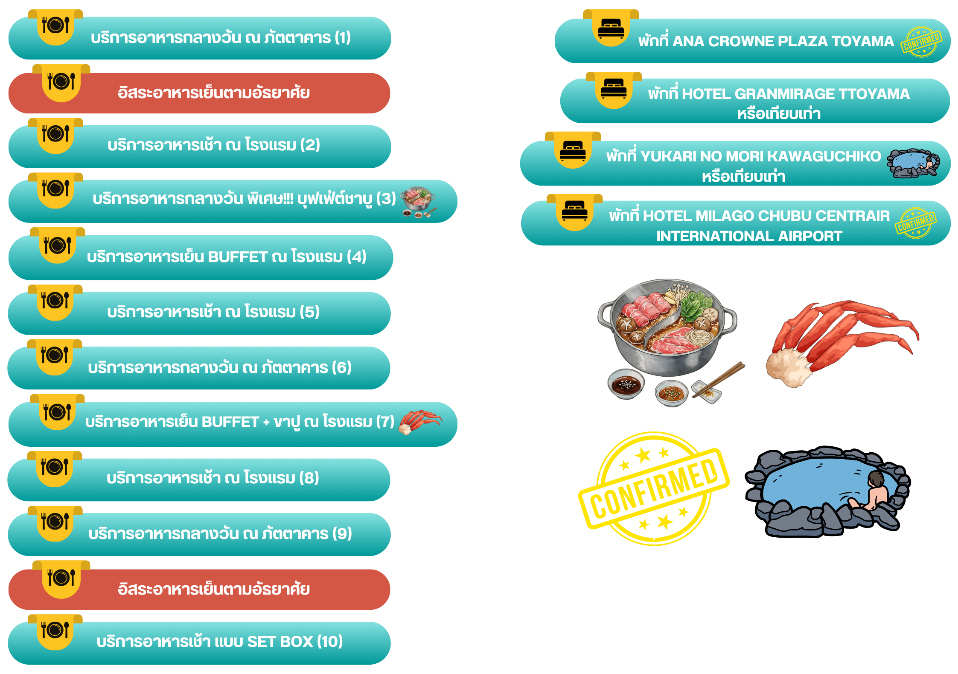 บริการอาหารกลางวัน ณ ภัตตาคาร (1)
อิสระอาหารเย็นตามอัธยาศัย
บริการอาหารเช้า ณ โรงแรม (2)
บริการอาหารกลางวัน พิเศษ!!! บุฟเฟ่ต์ชาบู (3)
บริการอาหารเย็น BUFFET ณ โรงแรม (4)
บริการอาหารเช้า ณ โรงแรม (5)
บริการอาหารกลางวัน ณ ภัตตาคาร (6)
บริการอาหารเย็น BUFFET + ขาปู ณ โรงแรม (7)
บริการอาหารเช้า ณ โรงแรม (8)
บริการอาหารกลางวัน ณ ภัตตาคาร (9)
อิสระอาหารเย็นตามอัธยาศัย
บริการอาหารเช้า แบบ SET BOX (10)
พักที่ ANA CROWNE PLAZA TOYAMA
CONFIRMED
พักที่ HOTEL GRANMIRAGE TTOYAMA
หรือเทียบเท่า
พักที่ YUKARI NO MORI KAWAGUCHIKO
หรือเทียบเท่า
พักที่ HOTEL MILAGO CHUBU CENTRAIR
INTERNATIONAL AIRPORT
CONFIRMED
CONFIRMED